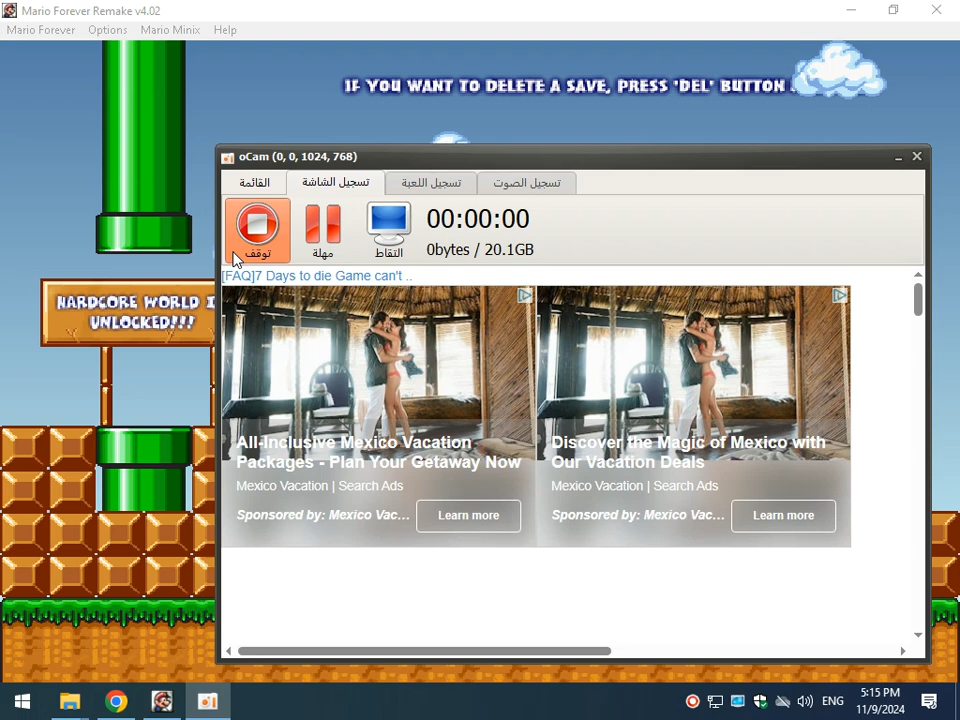 Mario Forever Remake v4.02
Mario Forever Options Mario Minix Help
IF YOU WANT TO DELETE A SAVE, PRESS 'DEL' BUTTON
HARDCORE WORLD
UNLOCKED!!!
oCam (0, 0, 1024, 768)
القائمة تسجيل الشاشة تسجيل اللعبة تسجيل الصوت
توقف مهلة التقاط
00:00:00
0bytes / 20.1GB
[FAQ]7 Days to die Game can't ..
All-Inclusive Mexico Vacation
Packages - Plan Your Getaway Now
Mexico Vacation | Search Ads
Sponsored by: Mexico Vac...
Learn more
Discover the Magic of Mexico with
Our Vacation Deals
Mexico Vacation | Search Ads
Sponsored by: Mexico Vac...
Learn more
ENG
5:15 PM
11/9/2024